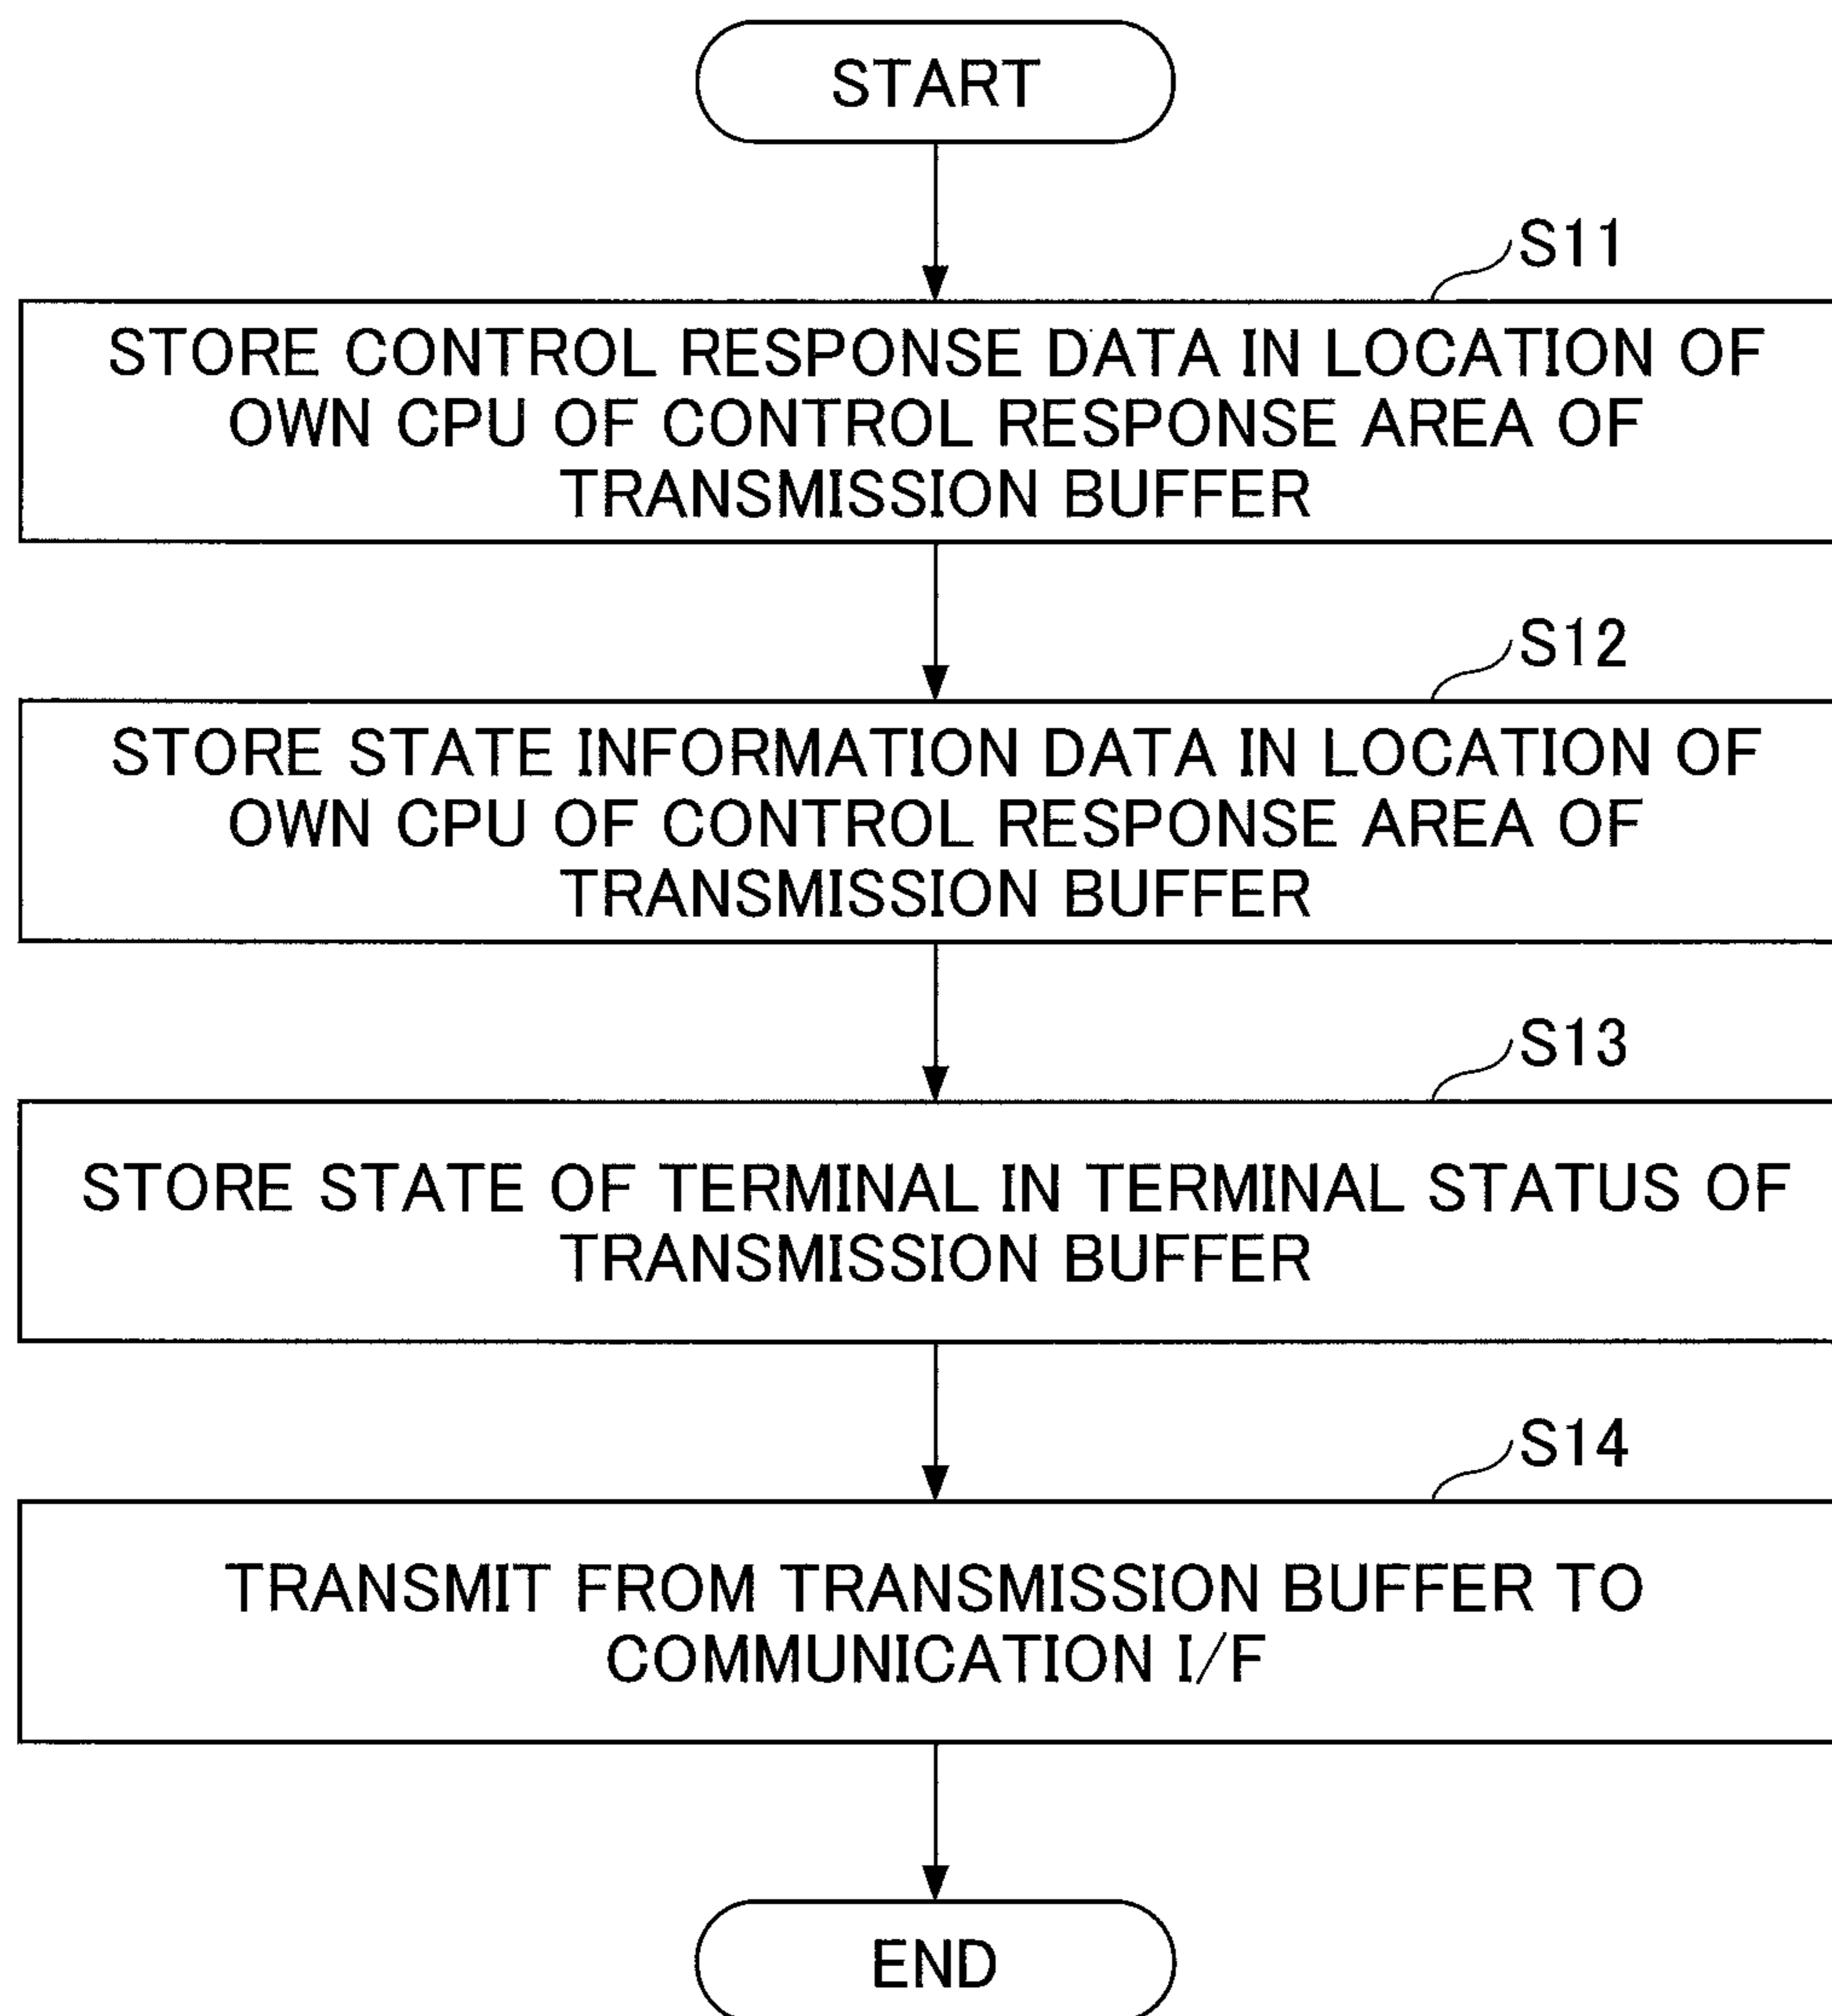 START
S11
STORE CONTROL RESPONSE DATA IN LOCATION OF
OWN CPU OF CONTROL RESPONSE AREA OF
TRANSMISSION BUFFER
S12
STORE STATE INFORMATION DATA IN LOCATION OF
OWN CPU OF CONTROL RESPONSE AREA OF
TRANSMISSION BUFFER
S13
STORE STATE OF TERMINAL IN TERMINAL STATUS OF
TRANSMISSION BUFFER
S14
TRANSMIT FROM TRANSMISSION BUFFER TO
COMMUNICATION I/F
END